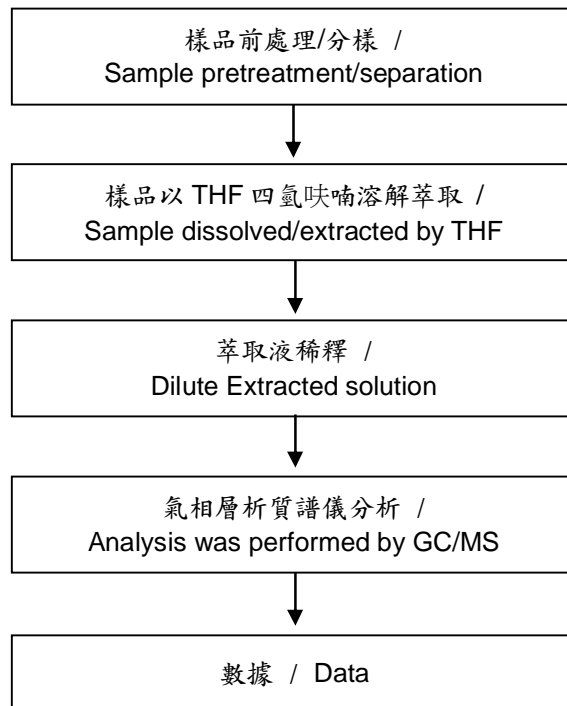 樣品前處理/分樣 /
Sample pretreatment/separation
樣品以 THF 四氫呋喃溶解萃取 /
Sample dissolved/extracted by THF
萃取液稀釋 /
Dilute Extracted solution
氣相層析質譜儀分析 /
Analysis was performed by GC/MS
數據 / Data